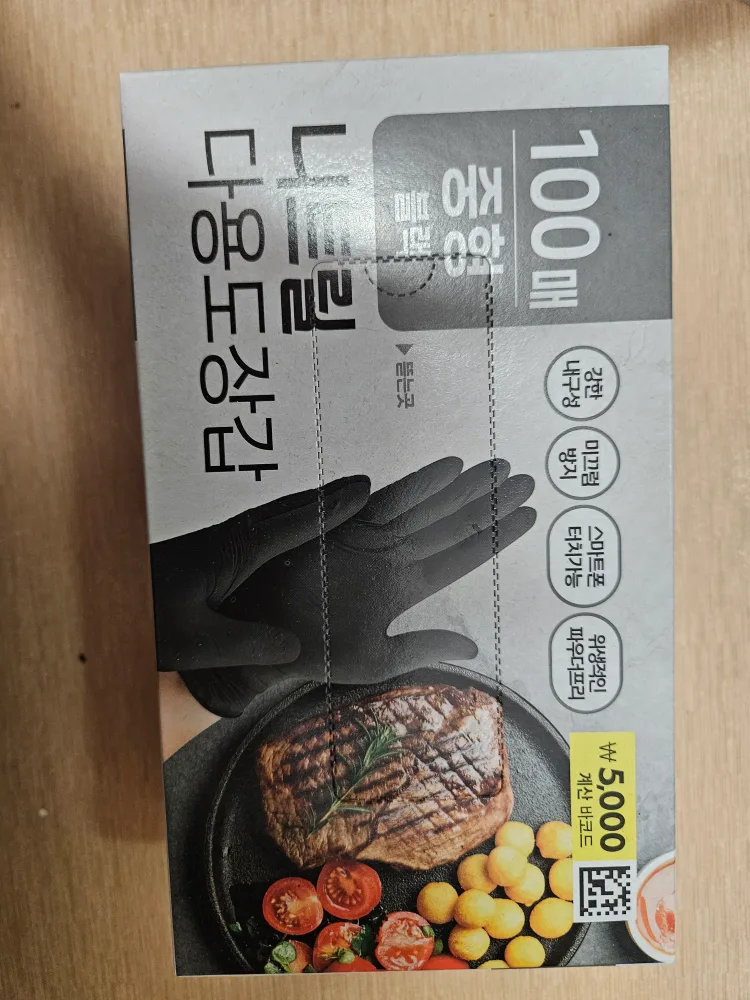 100매
중형
블랙
니트릴
다용도장갑
▶ 뜯는곳
강한
내구성
미끄럼
방지
스마트폰
터치가능
위생적인
파우더프리
₩ 5,000
계산 바코드